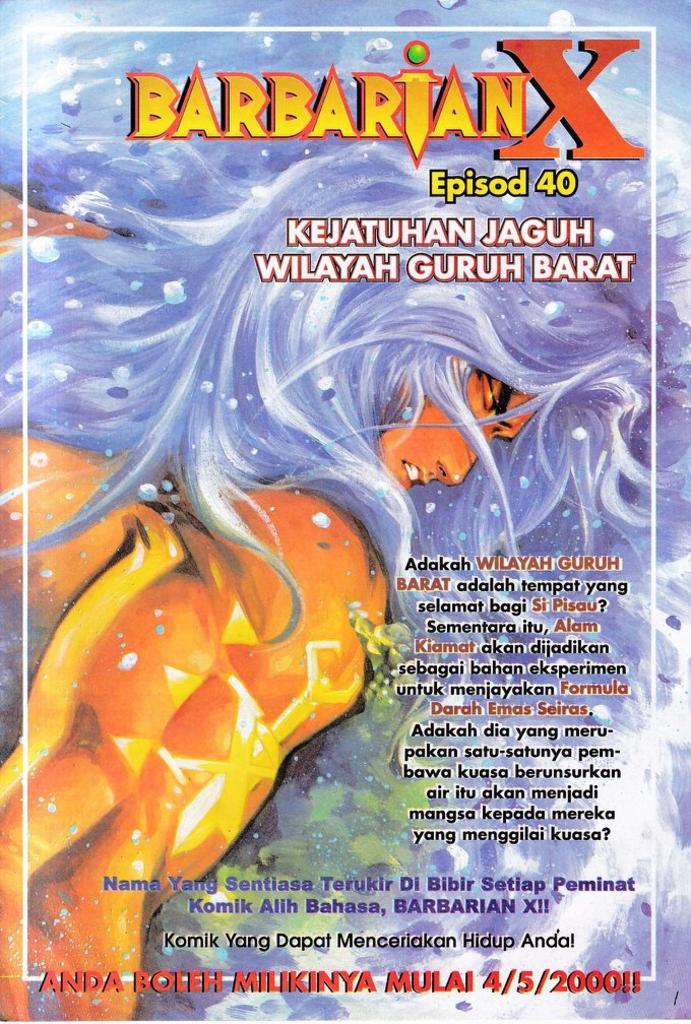 BARBARIAN X
Episod 40
KEJATUHAN JAGUH
WILAYAH GURUH BARAT
Adakah WILAYAH GURUH
BARAT adalah tempat yang
selamat bagi Si Pisau?
Sementara itu, Alam
Kiamat akan dijadikan
sebagai bahan eksperimen
untuk menjayakan Formula
Darah Emas Seiras.
Adakah dia yang meru-
pakan satu-satunya pem-
bawa kuasa berunsurkan
air itu akan menjadi
mangsa kepada mereka
yang menggilai kuasa?
Nama Yang Sentiasa Terukir Di Bibir Setiap Peminat
Komik Alih Bahasa, BARBARIAN X!!
Komik Yang Dapat Menceriakan Hidup Anda!
ANDA BOLEH MILIKINYA MULAI 4/5/2000!!